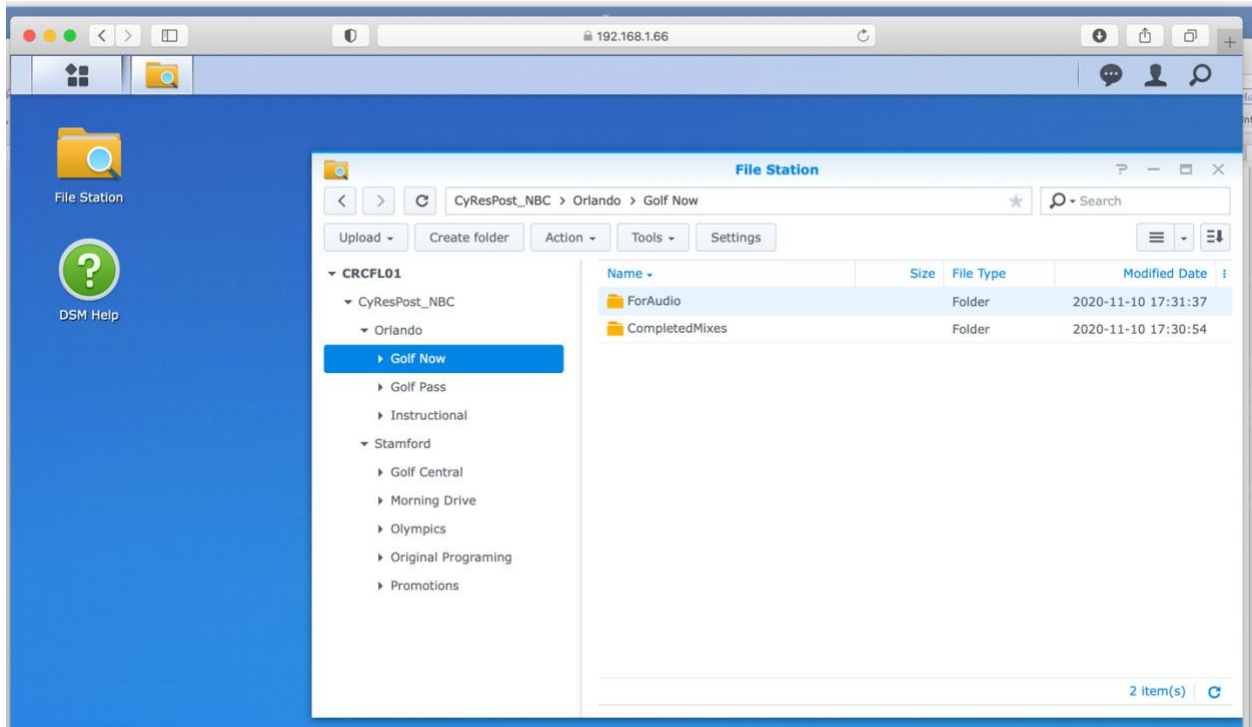 192.168.1.66
File Station
File Station
CyResPost_NBC > Orlando > Golf Now
Search
Upload Create folder Action Tools Settings
CRCFL01
CyResPost_NBC
Orlando
Golf Now
Golf Pass
Instructional
Stamford
Golf Central
Morning Drive
Olympics
Original Programing
Promotions
Name Size File Type Modified Date
ForAudio Folder 2020-11-10 17:31:37
CompletedMixes Folder 2020-11-10 17:30:54
2 item(s)
DSM Help